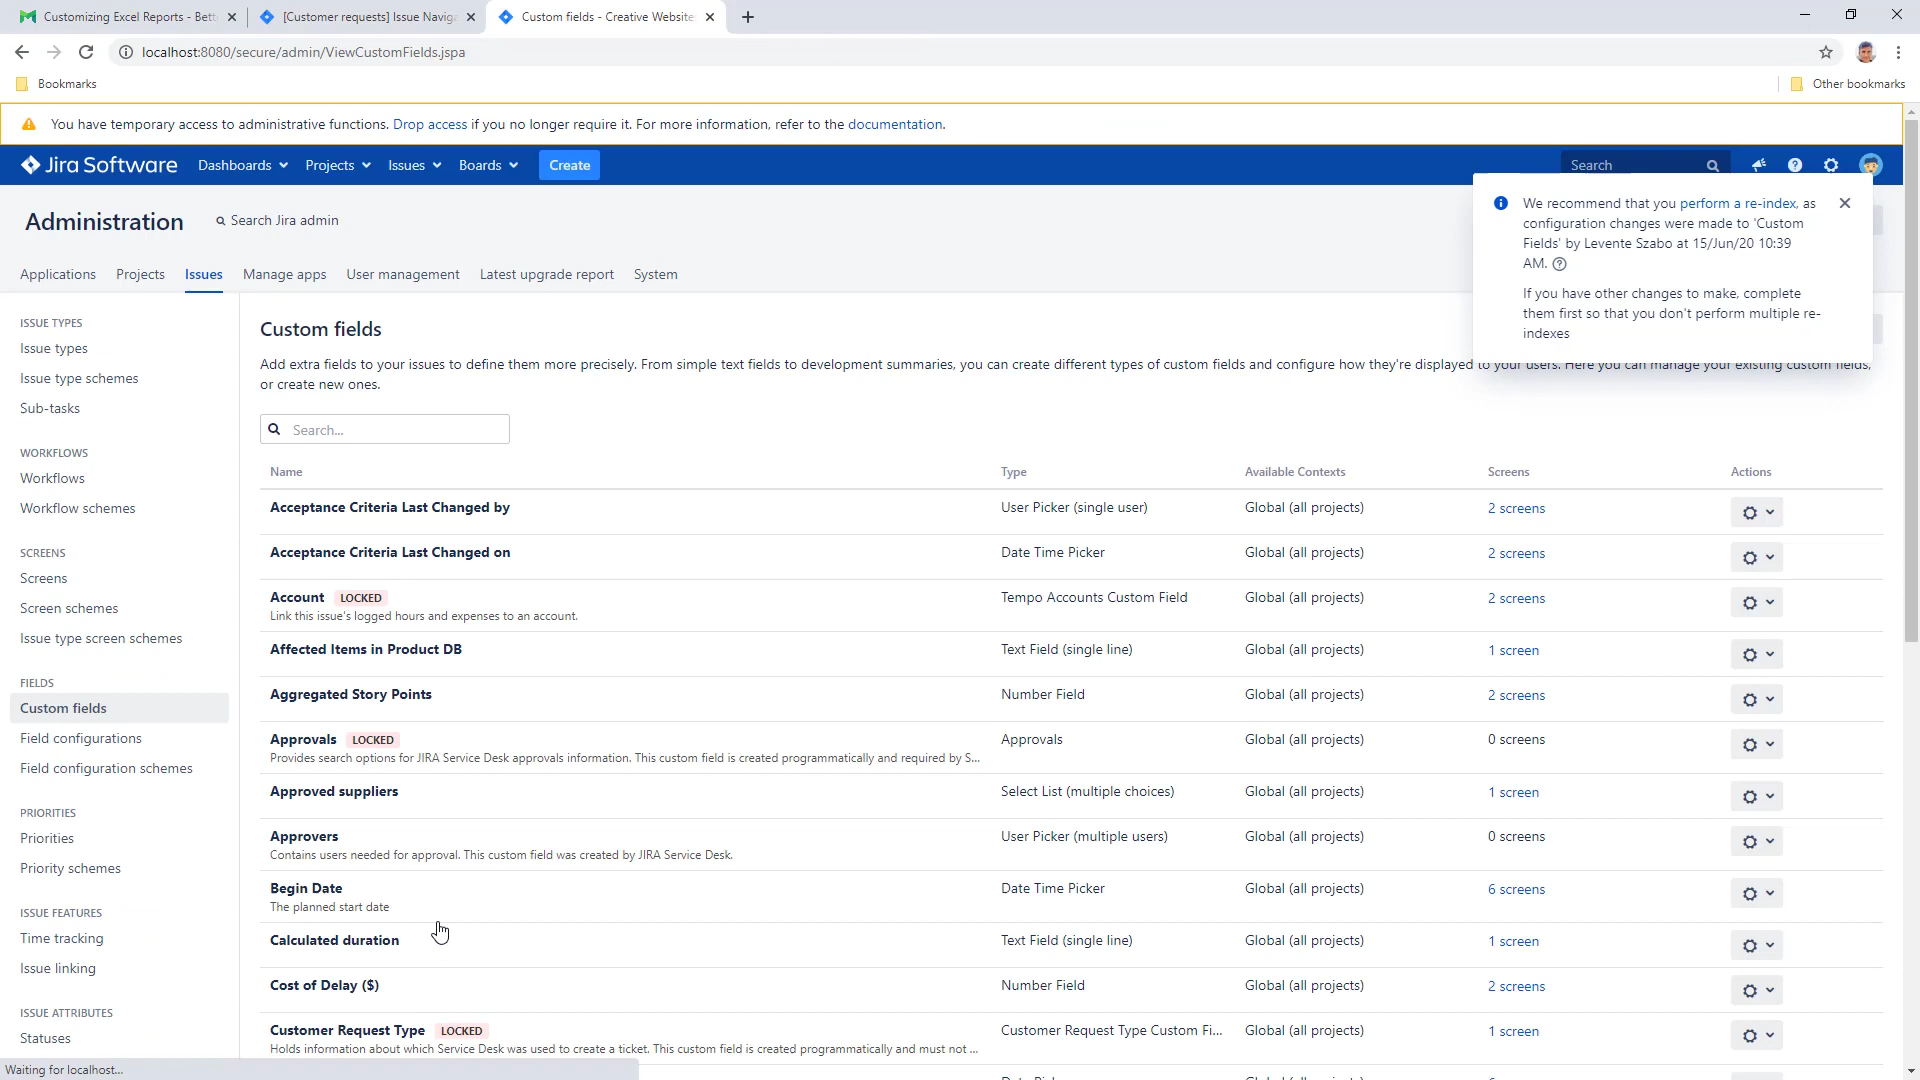 Customizing Excel Reports - Bett
[Customer requests] Issue Naviga
Custom fields - Creative Website
localhost:8080/secure/admin/ViewCustomFields.jspa
Bookmarks
Other bookmarks
You have temporary access to administrative functions. Drop access if you no longer require it. For more information, refer to the documentation.
Jira Software
Dashboards
Projects
Issues
Boards
Create
Search
Administration
Search Jira admin
We recommend that you perform a re-index, as
configuration changes were made to 'Custom
Fields' by Levente Szabo at 15/Jun/20 10:39
AM.
If you have other changes to make, complete
them first so that you don't perform multiple re-
indexes
Applications
Projects
Issues
Manage apps
User management
Latest upgrade report
System
ISSUE TYPES
Issue types
Issue type schemes
Sub-tasks
WORKFLOWS
Workflows
Workflow schemes
SCREENS
Screens
Screen schemes
Issue type screen schemes
FIELDS
Custom fields
Field configurations
Field configuration schemes
PRIORITIES
Priorities
Priority schemes
ISSUE FEATURES
Time tracking
Issue linking
ISSUE ATTRIBUTES
Statuses
Custom fields
Add extra fields to your issues to define them more precisely. From simple text fields to development summaries, you can create different types of custom fields and configure how they're displayed to your users. Here you can manage your existing custom fields,
or create new ones.
Search...
Name Type Available Contexts Screens Actions
Acceptance Criteria Last Changed by User Picker (single user) Global (all projects) 2 screens
Acceptance Criteria Last Changed on Date Time Picker Global (all projects) 2 screens
Account LOCKED Tempo Accounts Custom Field Global (all projects) 2 screens
Link this issue's logged hours and expenses to an account.
Affected Items in Product DB Text Field (single line) Global (all projects) 1 screen
Aggregated Story Points Number Field Global (all projects) 2 screens
Approvals LOCKED Approvals Global (all projects) 0 screens
Provides search options for JIRA Service Desk approvals information. This custom field is created programmatically and required by S...
Approved suppliers Select List (multiple choices) Global (all projects) 1 screen
Approvers User Picker (multiple users) Global (all projects) 0 screens
Contains users needed for approval. This custom field was created by JIRA Service Desk.
Begin Date Date Time Picker Global (all projects) 6 screens
The planned start date
Calculated duration Text Field (single line) Global (all projects) 1 screen
Cost of Delay ($) Number Field Global (all projects) 2 screens
Customer Request Type LOCKED Customer Request Type Custom Fi... Global (all projects) 1 screen
Holds information about which Service Desk was used to create a ticket. This custom field is created programmatically and must not ...
Waiting for localhost...